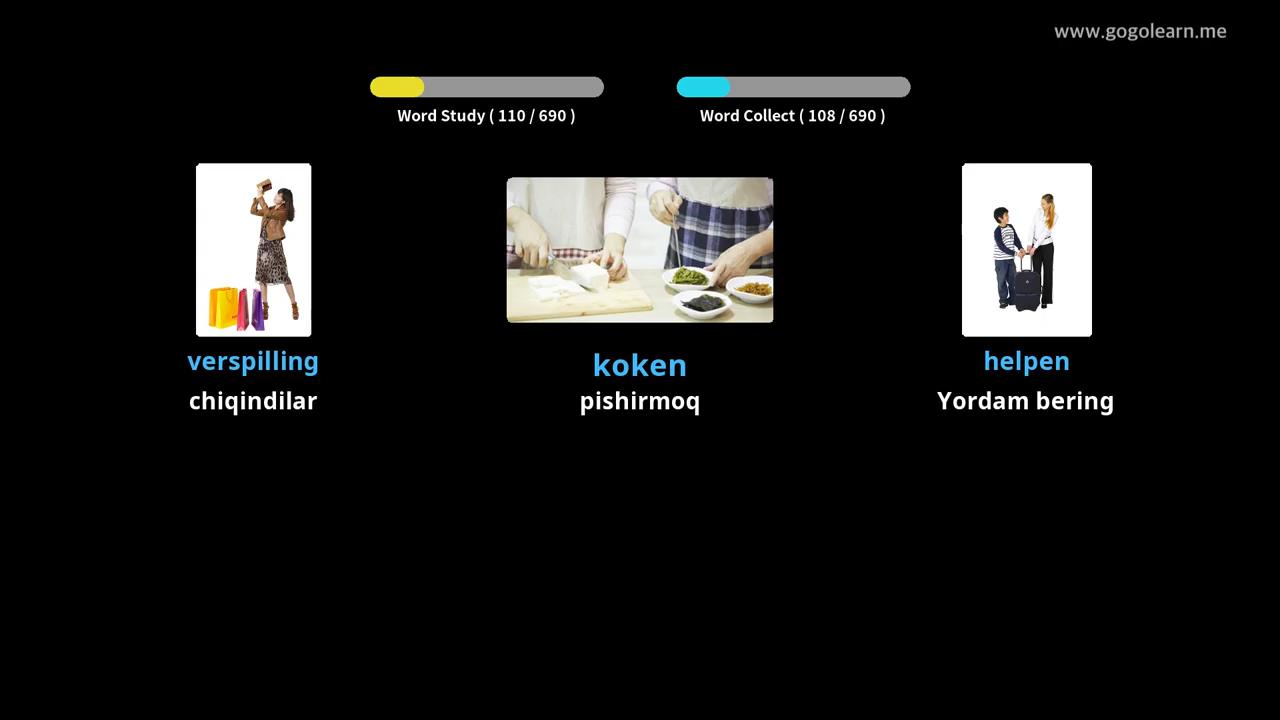 www.gogolearn.me
Word Study ( 110 / 690 )
Word Collect ( 108 / 690 )
verspilling
chiqindilar
koken
pishirmoq
helpen
Yordam bering